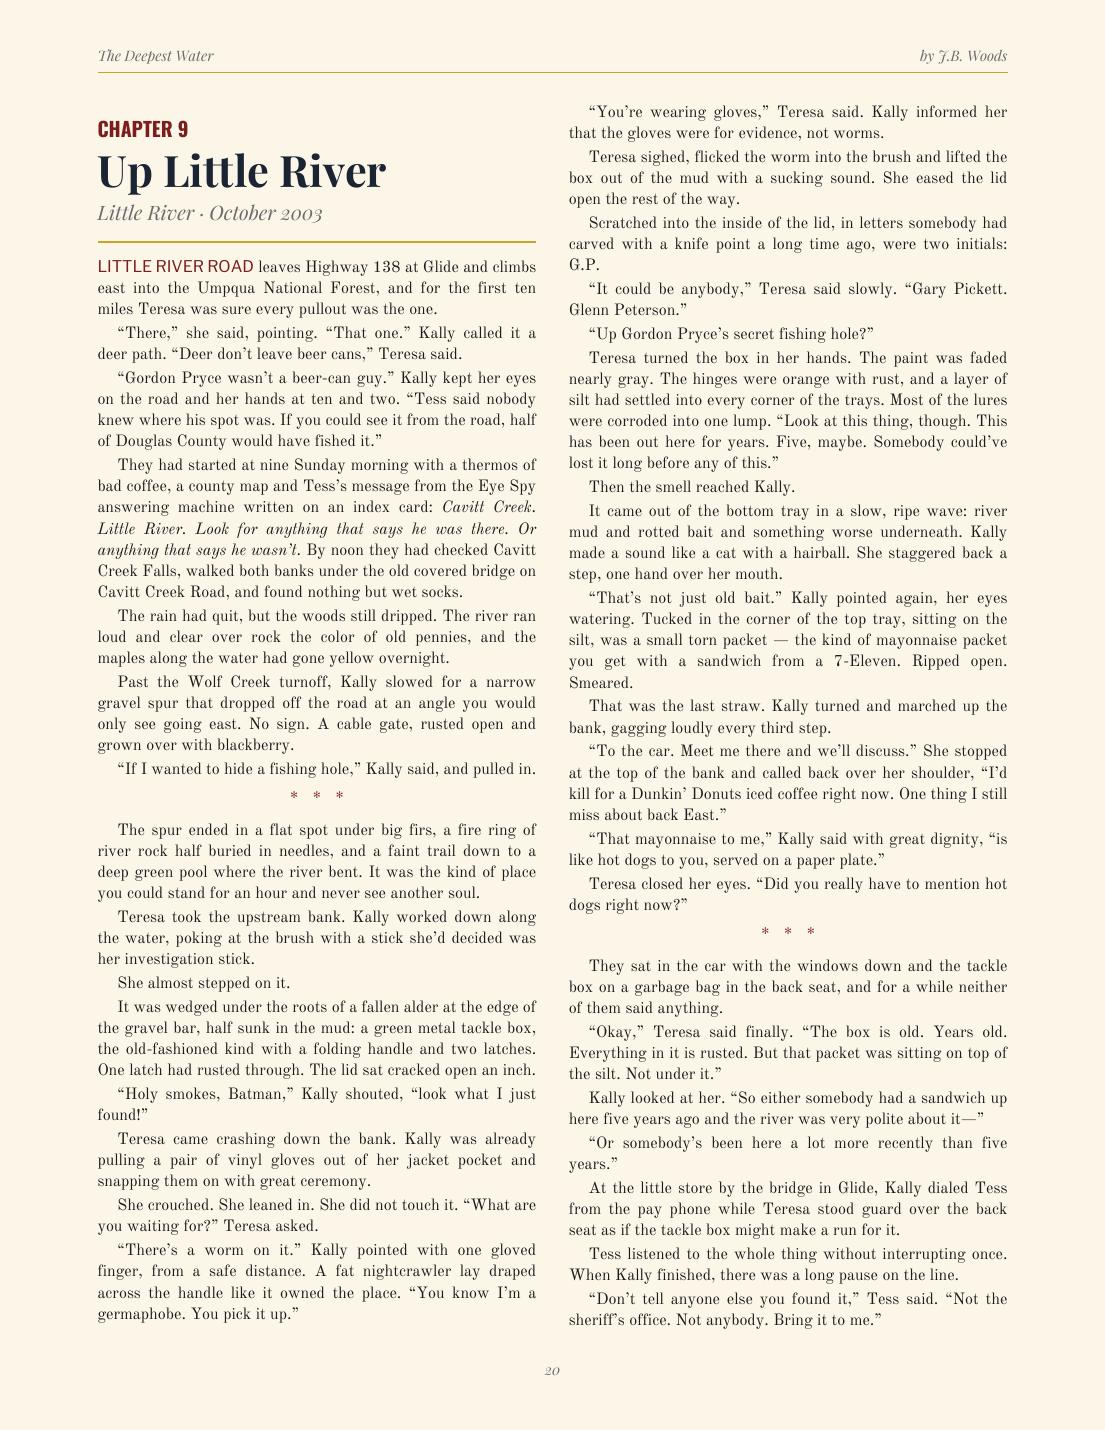 The Deepest Water
by J.B. Woods
CHAPTER 9
Up Little River
Little River · October 2003
LITTLE RIVER ROAD leaves Highway 138 at Glide and climbs
east into the Umpqua National Forest, and for the first ten
miles Teresa was sure every pullout was the one.
“There,” she said, pointing. “That one.” Kally called it a
deer path. “Deer don’t leave beer cans,” Teresa said.
“Gordon Pryce wasn’t a beer-can guy.” Kally kept her eyes
on the road and her hands at ten and two. “Tess said nobody
knew where his spot was. If you could see it from the road, half
of Douglas County would have fished it.”
They had started at nine Sunday morning with a thermos of
bad coffee, a county map and Tess’s message from the Eye Spy
answering machine written on an index card: Cavitt Creek.
Little River. Look for anything that says he was there. Or
anything that says he wasn’t. By noon they had checked Cavitt
Creek Falls, walked both banks under the old covered bridge on
Cavitt Creek Road, and found nothing but wet socks.
The rain had quit, but the woods still dripped. The river ran
loud and clear over rock the color of old pennies, and the
maples along the water had gone yellow overnight.
Past the Wolf Creek turnoff, Kally slowed for a narrow
gravel spur that dropped off the road at an angle you would
only see going east. No sign. A cable gate, rusted open and
grown over with blackberry.
“If I wanted to hide a fishing hole,” Kally said, and pulled in.
* * *
The spur ended in a flat spot under big firs, a fire ring of
river rock half buried in needles, and a faint trail down to a
deep green pool where the river bent. It was the kind of place
you could stand for an hour and never see another soul.
Teresa took the upstream bank. Kally worked down along
the water, poking at the brush with a stick she’d decided was
her investigation stick.
She almost stepped on it.
It was wedged under the roots of a fallen alder at the edge of
the gravel bar, half sunk in the mud: a green metal tackle box,
the old-fashioned kind with a folding handle and two latches.
One latch had rusted through. The lid sat cracked open an inch.
“Holy smokes, Batman,” Kally shouted, “look what I just
found!”
Teresa came crashing down the bank. Kally was already
pulling a pair of vinyl gloves out of her jacket pocket and
snapping them on with great ceremony.
She crouched. She leaned in. She did not touch it. “What are
you waiting for?” Teresa asked.
“There’s a worm on it.” Kally pointed with one gloved
finger, from a safe distance. A fat nightcrawler lay draped
across the handle like it owned the place. “You know I’m a
germaphobe. You pick it up.”
“You’re wearing gloves,” Teresa said. Kally informed her
that the gloves were for evidence, not worms.
Teresa sighed, flicked the worm into the brush and lifted the
box out of the mud with a sucking sound. She eased the lid
open the rest of the way.
Scratched into the inside of the lid, in letters somebody had
carved with a knife point a long time ago, were two initials:
G.P.
“It could be anybody,” Teresa said slowly. “Gary Pickett.
Glenn Peterson.”
“Up Gordon Pryce’s secret fishing hole?”
Teresa turned the box in her hands. The paint was faded
nearly gray. The hinges were orange with rust, and a layer of
silt had settled into every corner of the trays. Most of the lures
were corroded into one lump. “Look at this thing, though. This
has been out here for years. Five, maybe. Somebody could’ve
lost it long before any of this.”
Then the smell reached Kally.
It came out of the bottom tray in a slow, ripe wave: river
mud and rotted bait and something worse underneath. Kally
made a sound like a cat with a hairball. She staggered back a
step, one hand over her mouth.
“That’s not just old bait.” Kally pointed again, her eyes
watering. Tucked in the corner of the top tray, sitting on the
silt, was a small torn packet — the kind of mayonnaise packet
you get with a sandwich from a 7-Eleven. Ripped open.
Smeared.
That was the last straw. Kally turned and marched up the
bank, gagging loudly every third step.
“To the car. Meet me there and we’ll discuss.” She stopped
at the top of the bank and called back over her shoulder, “I’d
kill for a Dunkin’ Donuts iced coffee right now. One thing I still
miss about back East.”
“That mayonnaise to me,” Kally said with great dignity, “is
like hot dogs to you, served on a paper plate.”
Teresa closed her eyes. “Did you really have to mention hot
dogs right now?”
* * *
They sat in the car with the windows down and the tackle
box on a garbage bag in the back seat, and for a while neither
of them said anything.
“Okay,” Teresa said finally. “The box is old. Years old.
Everything in it is rusted. But that packet was sitting on top of
the silt. Not under it.”
Kally looked at her. “So either somebody had a sandwich up
here five years ago and the river was very polite about it—”
“Or somebody’s been here a lot more recently than five
years.”
At the little store by the bridge in Glide, Kally dialed Tess
from the pay phone while Teresa stood guard over the back
seat as if the tackle box might make a run for it.
Tess listened to the whole thing without interrupting once.
When Kally finished, there was a long pause on the line.
“Don’t tell anyone else you found it,” Tess said. “Not the
sheriff’s office. Not anybody. Bring it to me.”
20